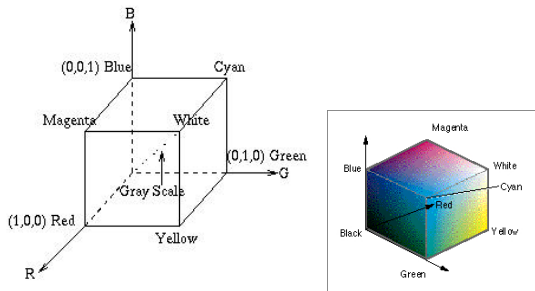 B
(0,0,1) Blue
Cyan
Magenta
White
(0,1,0) Green
G
Gray Scale
(1,0,0) Red
Yellow
R
Magenta
Blue
White
Cyan
Red
Black
Yellow
Green